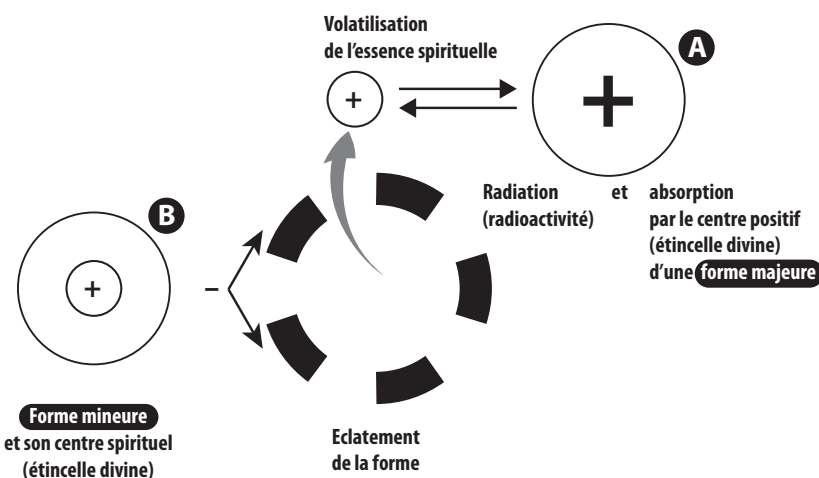 Volatilisation
de l'essence spirituelle
A
+
+
Radiation et absorption
(radioactivité) par le centre positif
(étincelle divine)
d'une forme majeure
B
+
–
Forme mineure
et son centre spirituel
(étincelle divine)
Eclatement
de la forme